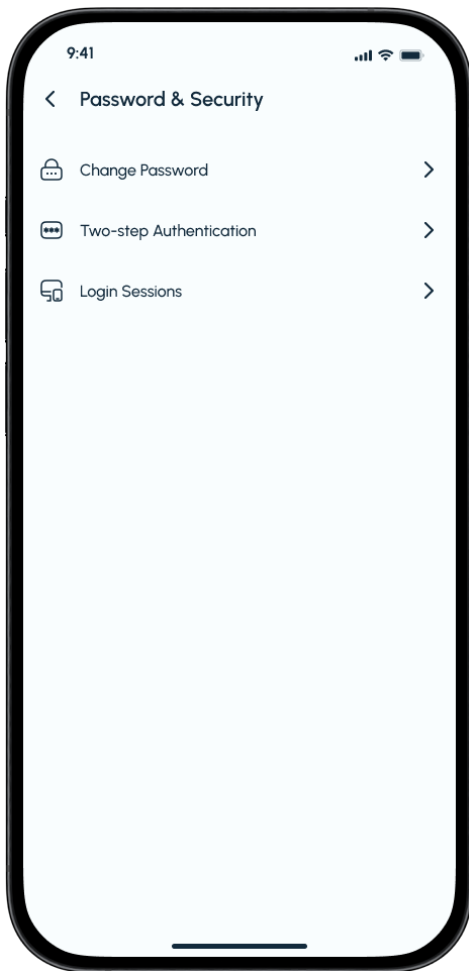 9:41
Password & Security
Change Password
Two-step Authentication
Login Sessions